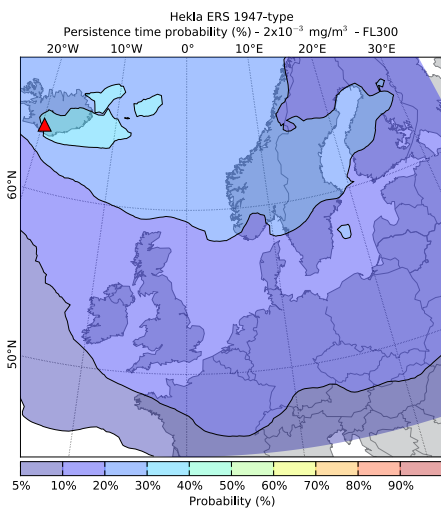 Hekla ERS 1947-type
Persistence time probability (%) - 2x10⁻³ mg/m³ - FL300
20°W 10°W 0° 10°E 20°E 30°E
60°N
50°N
5% 10% 20% 30% 40% 50% 60% 70% 80% 90%
Probability (%)